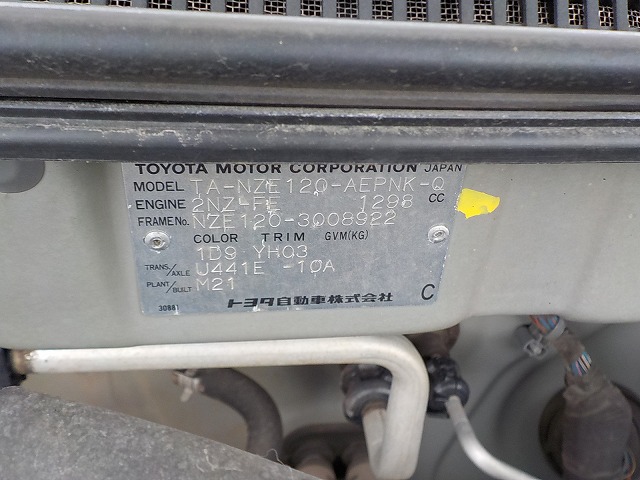 TOYOTA MOTOR CORPORATION JAPAN
MODEL TA-NZE120-AEPNK-Q
ENGINE 2NZ-FE 1298 CC
FRAME No. NZE120-3008922
COLOR TRIM GVM(KG)
1D9 YH03
TRANS./AXLE U441E -10A
PLANT/BUILT M21
30881 トヨタ自動車株式会社 C